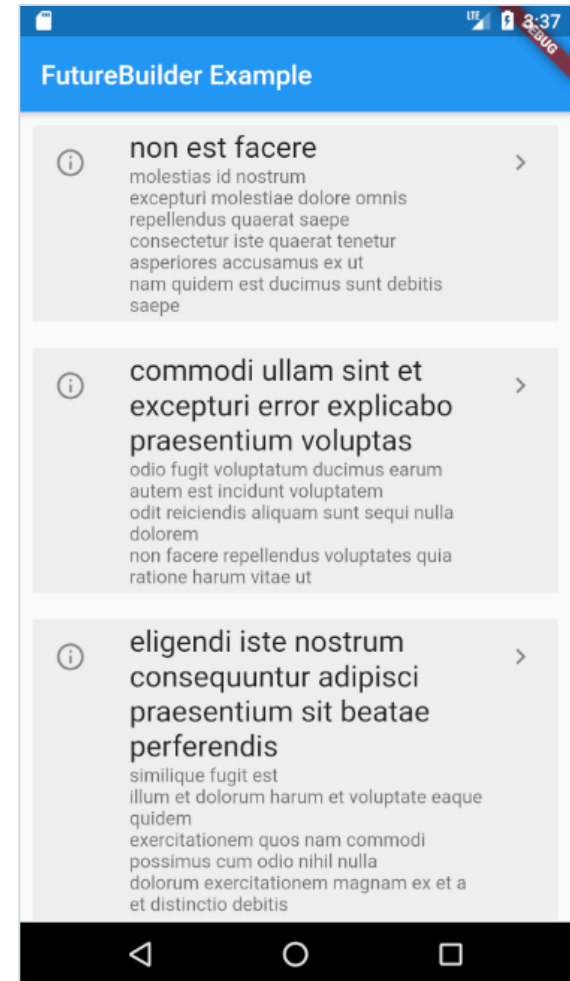 LTE 3:37
DEBUG
FutureBuilder Example
non est facere
molestias id nostrum
excepturi molestiae dolore omnis
repellendus quaerat saepe
consectetur iste quaerat tenetur
asperiores accusamus ex ut
nam quidem est ducimus sunt debitis
saepe
commodi ullam sint et
excepturi error explicabo
praesentium voluptas
odio fugit voluptatum ducimus earum
autem est incidunt voluptatem
odit reiciendis aliquam sunt sequi nulla
dolorem
non facere repellendus voluptates quia
ratione harum vitae ut
eligendi iste nostrum
consequuntur adipisci
praesentium sit beatae
perferendis
similique fugit est
illum et dolorum harum et voluptate eaque
quidem
exercitationem quos nam commodi
possimus cum odio nihil nulla
dolorum exercitationem magnam ex et a
et distinctio debitis